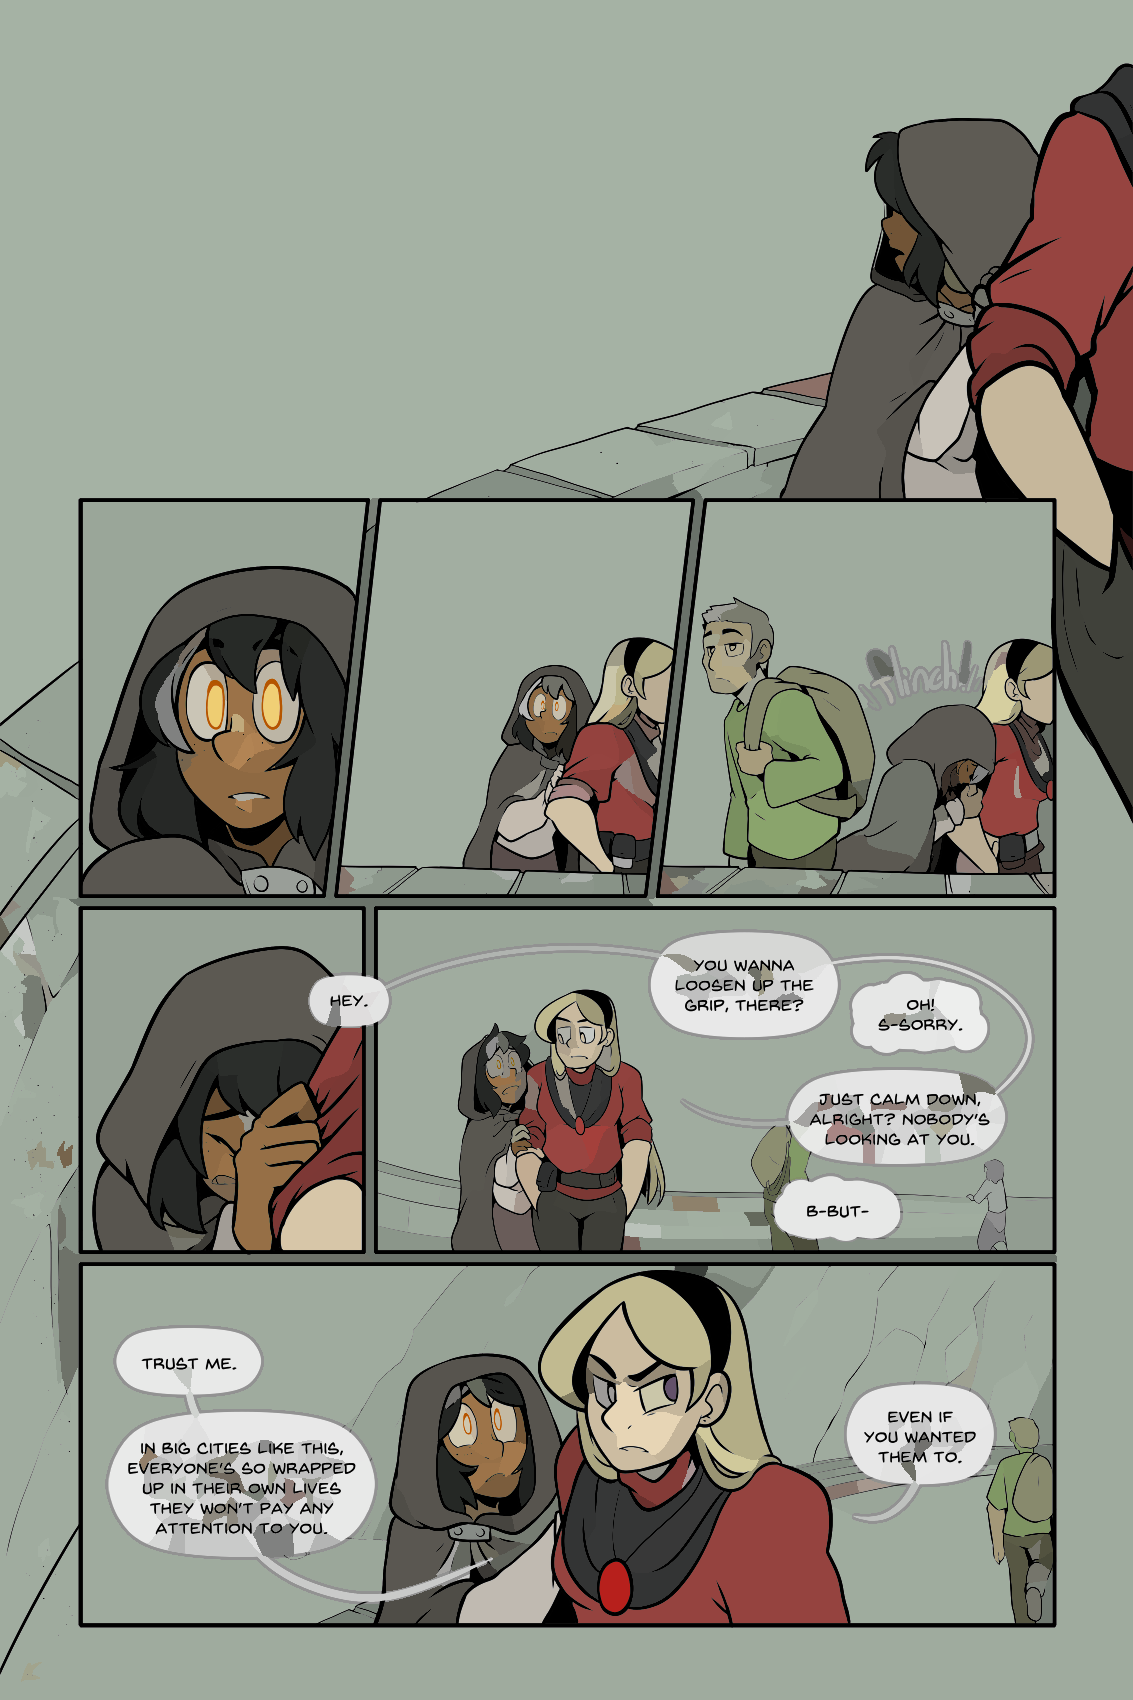 Flinch!
HEY.
YOU WANNA
LOOSEN UP THE
GRIP, THERE?
OH!
S-SORRY.
JUST CALM DOWN,
ALRIGHT? NOBODY'S
LOOKING AT YOU.
B-BUT-
TRUST ME.
IN BIG CITIES LIKE THIS,
EVERYONE'S SO WRAPPED
UP IN THEIR OWN LIVES
THEY WON'T PAY ANY
ATTENTION TO YOU.
EVEN IF
YOU WANTED
THEM TO.